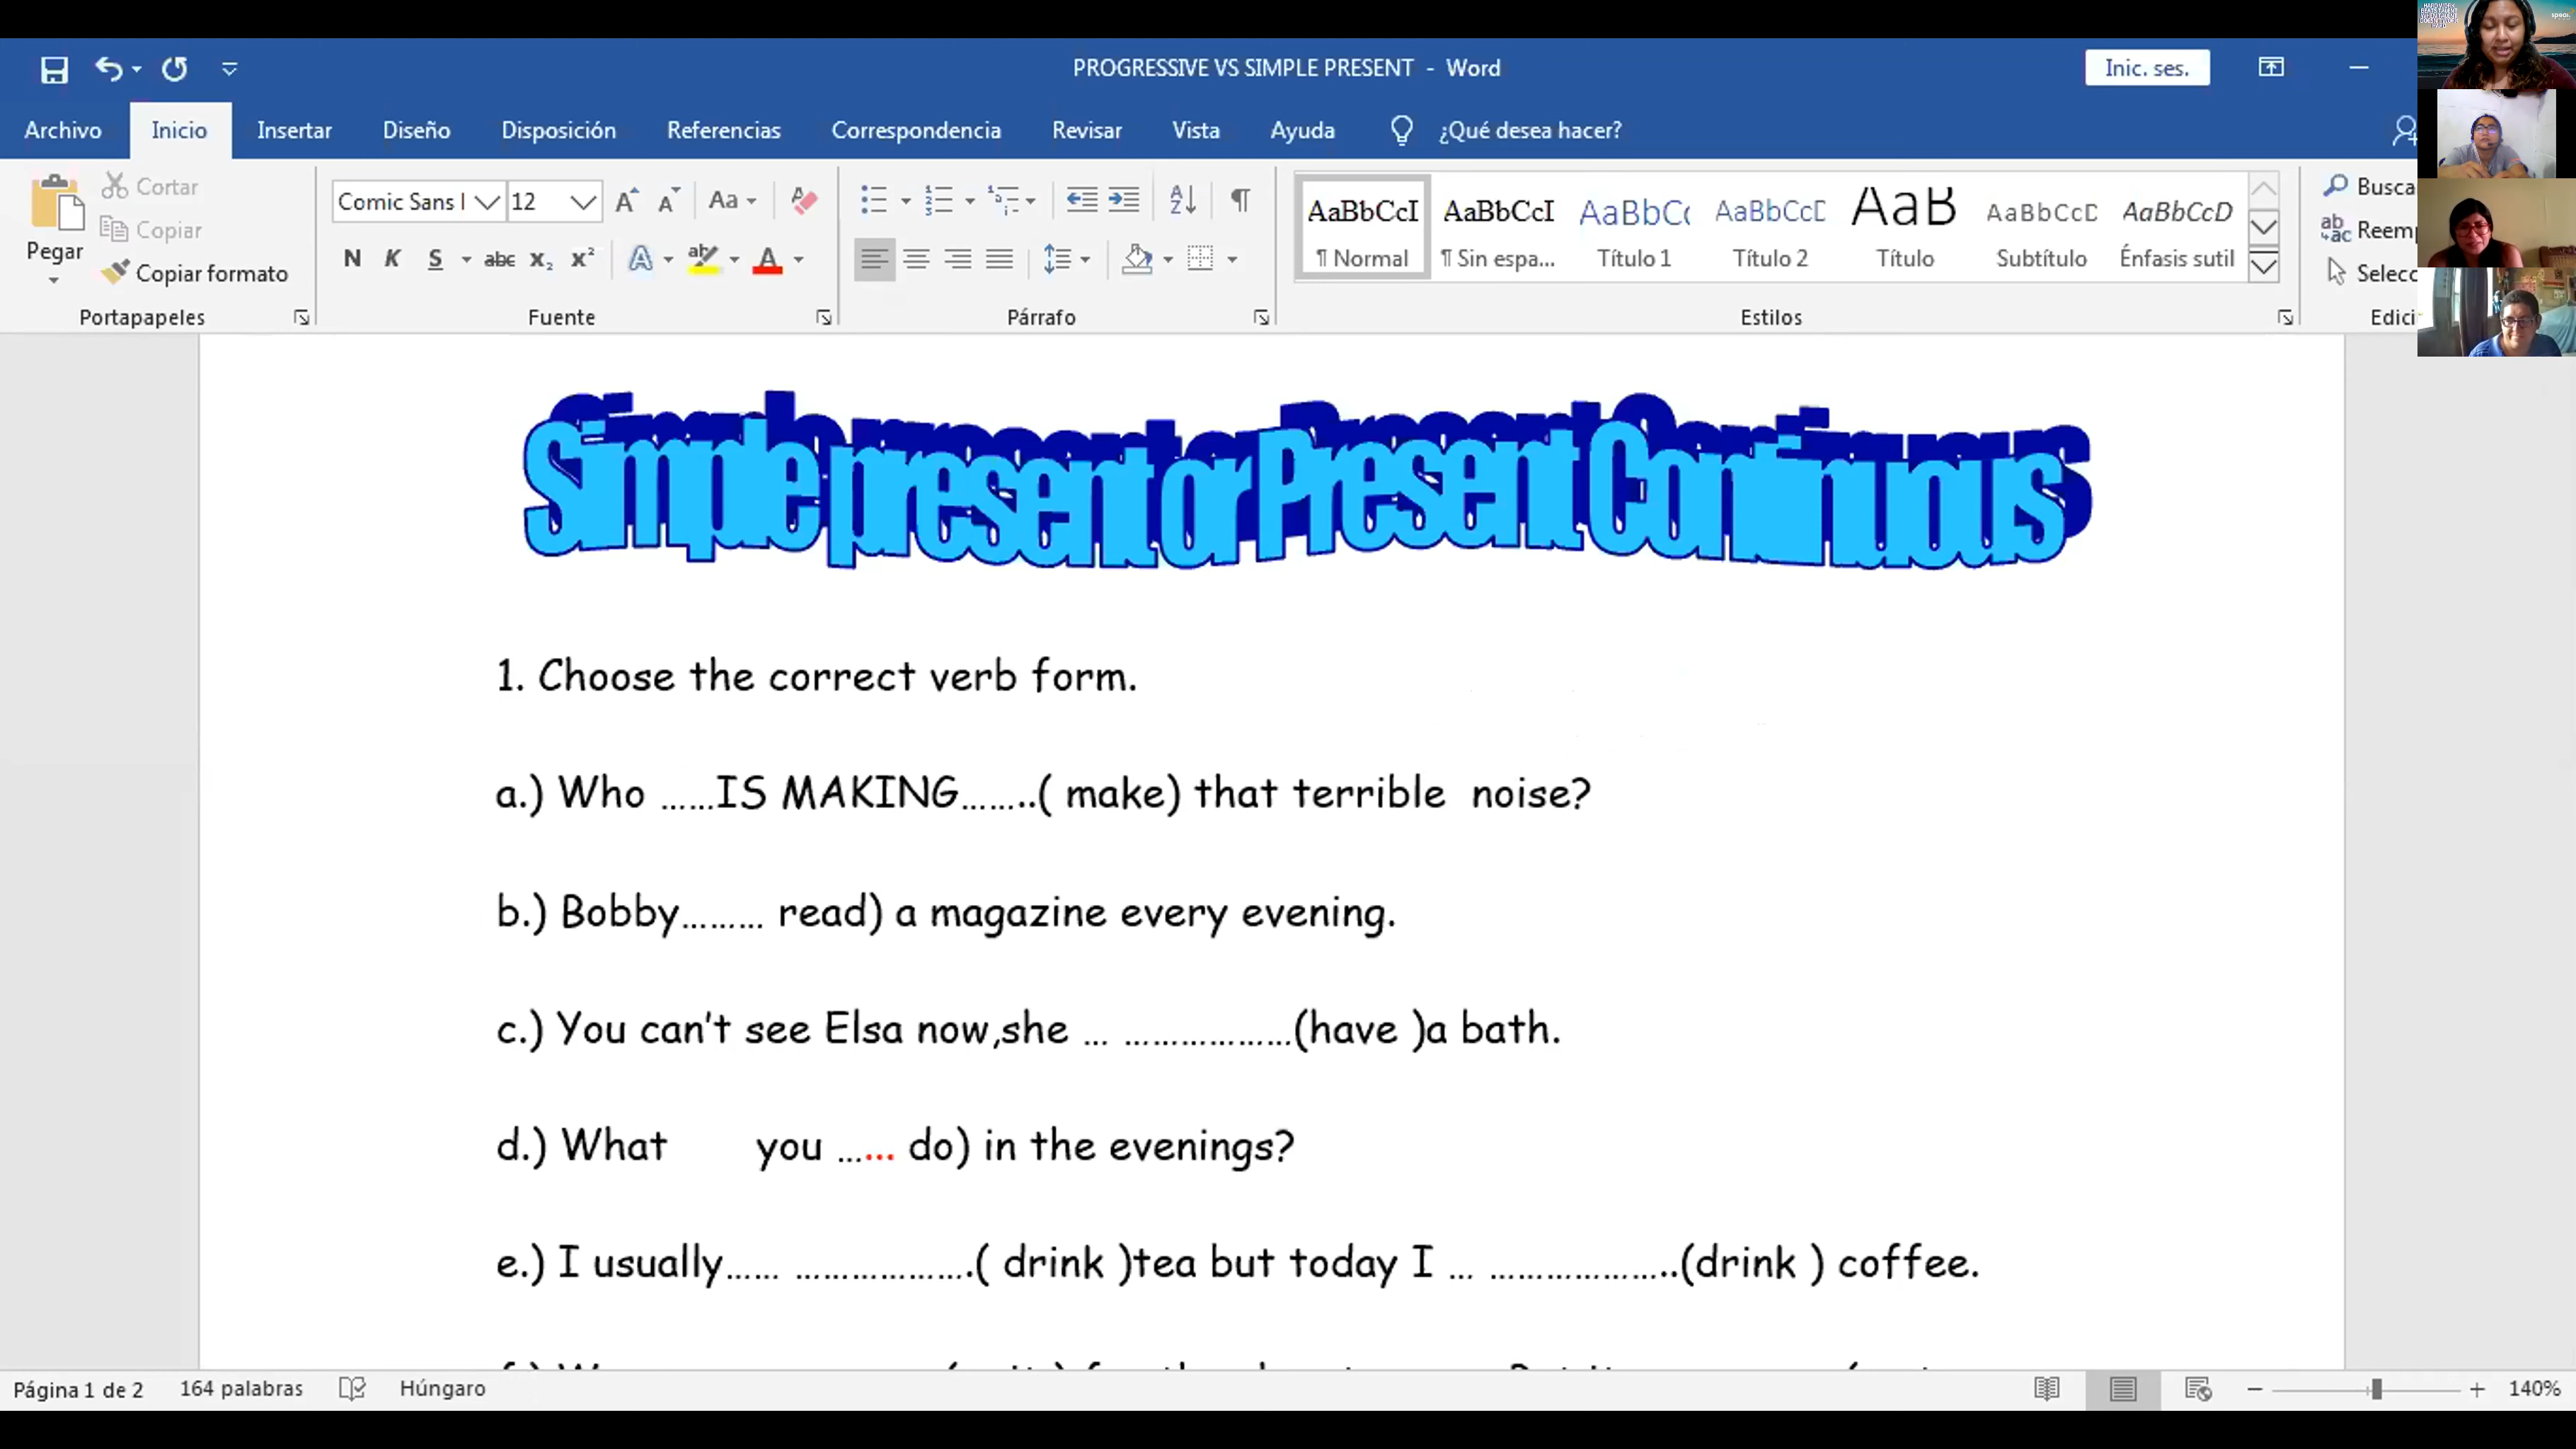 PROGRESSIVE VS SIMPLE PRESENT - Word
Inic. ses.
Archivo Inicio Insertar Diseño Disposición Referencias Correspondencia Revisar Vista Ayuda ¿Qué desea hacer?
Pegar
Cortar
Copiar
Copiar formato
Portapapeles
Comic Sans 12
Aa
N K S abc x₂ x²
Fuente
Párrafo
AaBbCcI AaBbCcI AaBbC AaBbCcD AaB AaBbCcD AaBbCcD
¶ Normal ¶ Sin espa... Título 1 Título 2 Título Subtítulo Énfasis sutil
Estilos
Busca
Reem
Selec
Edici
Simple present or Present Continuous
1. Choose the correct verb form.
a.) Who ……IS MAKING……..( make) that terrible noise?
b.) Bobby……… read) a magazine every evening.
c.) You can't see Elsa now,she … ………………(have )a bath.
d.) What you …... do) in the evenings?
e.) I usually…… ……………….( drink )tea but today I … ………………..(drink ) coffee.
Página 1 de 2 164 palabras Húngaro 140%